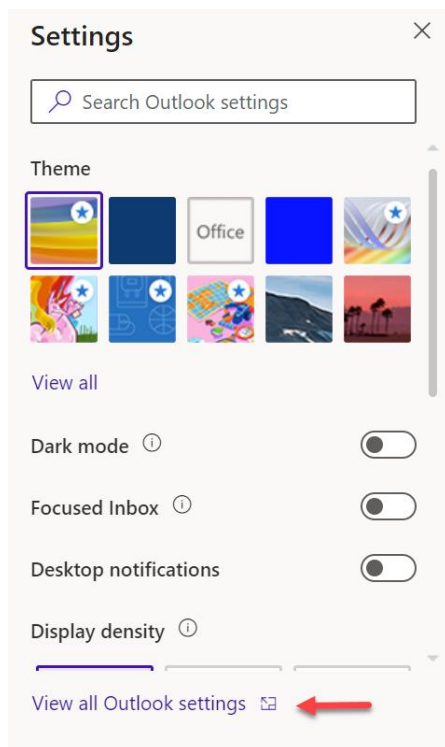 Settings
Search Outlook settings
Theme
Office
View all
Dark mode
Focused Inbox
Desktop notifications
Display density
View all Outlook settings